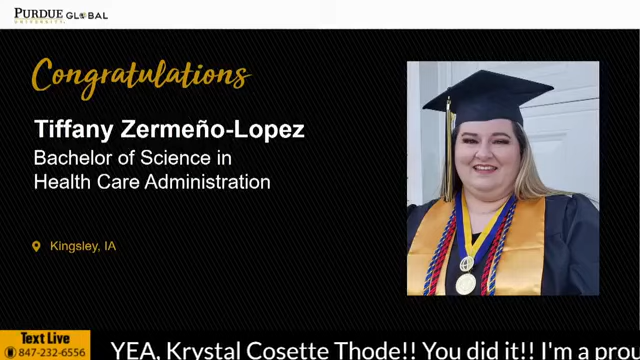 PURDUE GLOBAL
UNIVERSITY
Congratulations
Tiffany Zermeño-Lopez
Bachelor of Science in
Health Care Administration
Kingsley, IA
Text Live
847-232-6556
YEA, Krystal Cosette Thode!! You did it!! I'm a prou